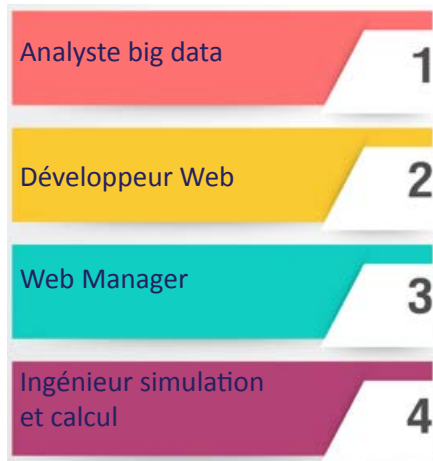 Analyste big data
1
Développeur Web
2
Web Manager
3
Ingénieur simulation
et calcul
4